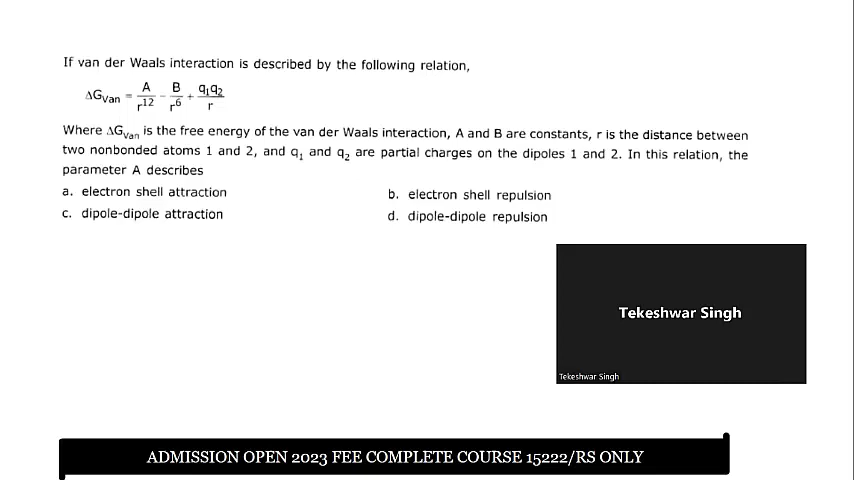 If van der Waals interaction is described by the following relation,
ΔG_Van = A/r^12 - B/r^6 + q₁q₂/r
Where ΔG_Van is the free energy of the van der Waals interaction, A and B are constants, r is the distance between
two nonbonded atoms 1 and 2, and q₁ and q₂ are partial charges on the dipoles 1 and 2. In this relation, the
parameter A describes
a. electron shell attraction
b. electron shell repulsion
c. dipole-dipole attraction
d. dipole-dipole repulsion
Tekeshwar Singh
Tekeshwar Singh
ADMISSION OPEN 2023 FEE COMPLETE COURSE 15222/RS ONLY